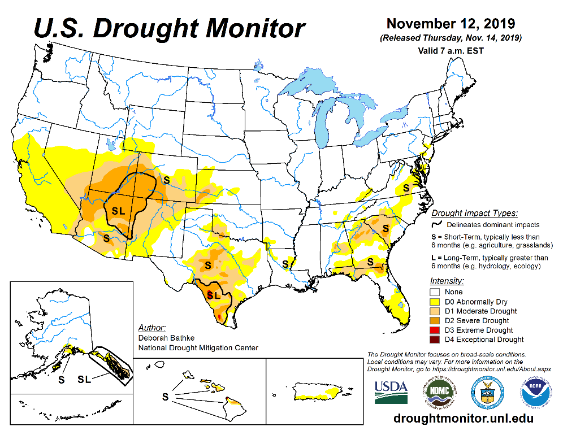 U.S. Drought Monitor
November 12, 2019
(Released Thursday, Nov. 14, 2019)
Valid 7 a.m. EST
S
SL
S
S
S
SL
S
S
S
S
Drought Impact Types:
Delineates dominant impacts
S = Short-Term, typically less than
6 months (e.g. agriculture, grasslands)
L = Long-Term, typically greater than
6 months (e.g. hydrology, ecology)
Intensity:
None
D0 Abnormally Dry
D1 Moderate Drought
D2 Severe Drought
D3 Extreme Drought
D4 Exceptional Drought
S
SL
Author:
Deborah Bathke
National Drought Mitigation Center
S
The Drought Monitor focuses on broad-scale conditions.
Local conditions may vary. For more information on the
Drought Monitor, go to https://droughtmonitor.unl.edu/About.aspx
USDA
NDMC
droughtmonitor.unl.edu